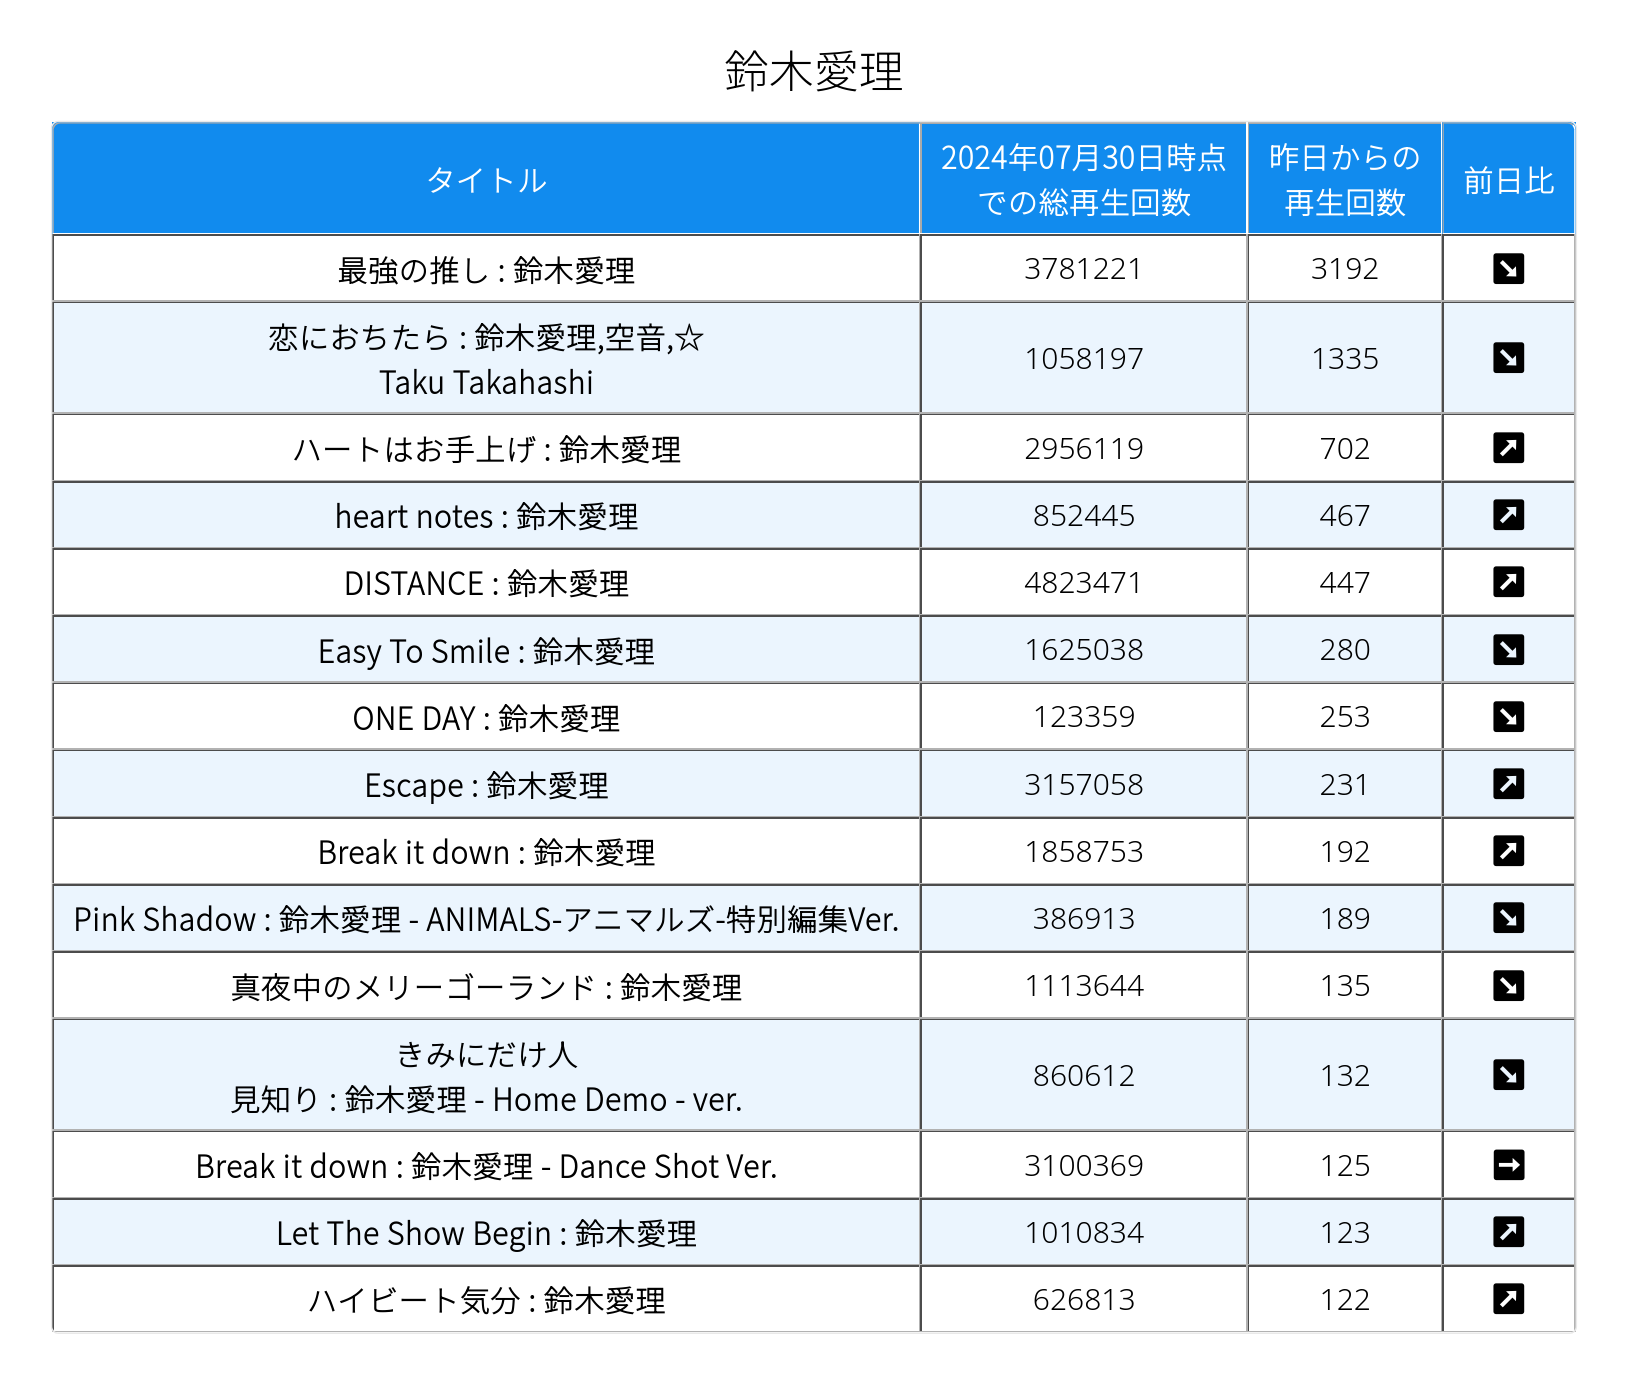 鈴木愛理
タイトル
2024年07月30日時点
での総再生回数
昨日からの
再生回数
前日比
最強の推し : 鈴木愛理 3781221 3192
恋におちたら : 鈴木愛理,空音,☆
Taku Takahashi
1058197 1335
ハートはお手上げ : 鈴木愛理 2956119 702
heart notes : 鈴木愛理 852445 467
DISTANCE : 鈴木愛理 4823471 447
Easy To Smile : 鈴木愛理 1625038 280
ONE DAY : 鈴木愛理 123359 253
Escape : 鈴木愛理 3157058 231
Break it down : 鈴木愛理 1858753 192
Pink Shadow : 鈴木愛理 - ANIMALS-アニマルズ-特別編集Ver. 386913 189
真夜中のメリーゴーランド : 鈴木愛理 1113644 135
きみにだけ人
見知り : 鈴木愛理 - Home Demo - ver.
860612 132
Break it down : 鈴木愛理 - Dance Shot Ver. 3100369 125
Let The Show Begin : 鈴木愛理 1010834 123
ハイビート気分 : 鈴木愛理 626813 122